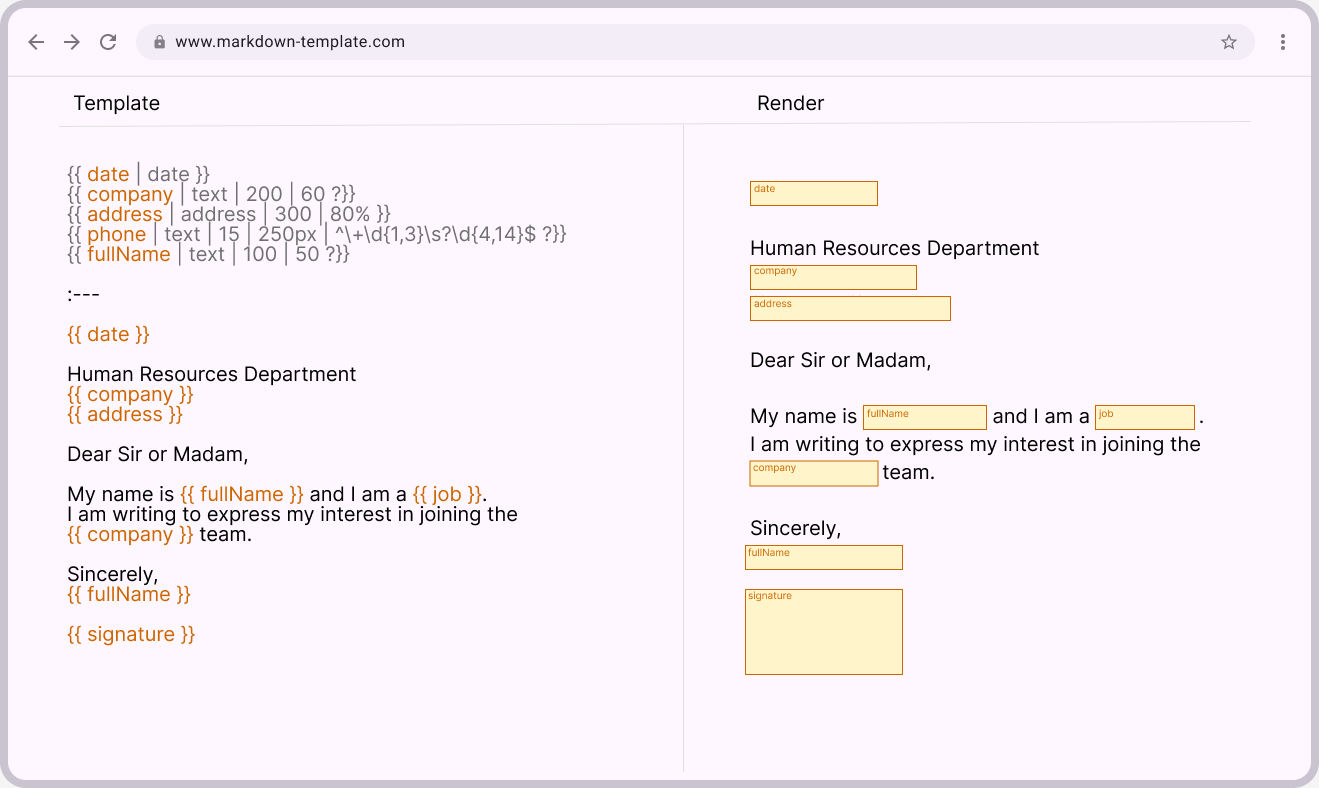 www.markdown-template.com
Template
Render
{{ date | date }}
{{ company | text | 200 | 60 ?}}
{{ address | address | 300 | 80% }}
{{ phone | text | 15 | 250px | ^\+\d{1,3}\s?\d{4,14}$ ?}}
{{ fullName | text | 100 | 50 ?}}
:---
{{ date }}
Human Resources Department
{{ company }}
{{ address }}
Dear Sir or Madam,
My name is {{ fullName }} and I am a {{ job }}.
I am writing to express my interest in joining the
{{ company }} team.
Sincerely,
{{ fullName }}
{{ signature }}
date
Human Resources Department
company
address
Dear Sir or Madam,
My name is fullName and I am a job .
I am writing to express my interest in joining the
company team.
Sincerely,
fullName
signature